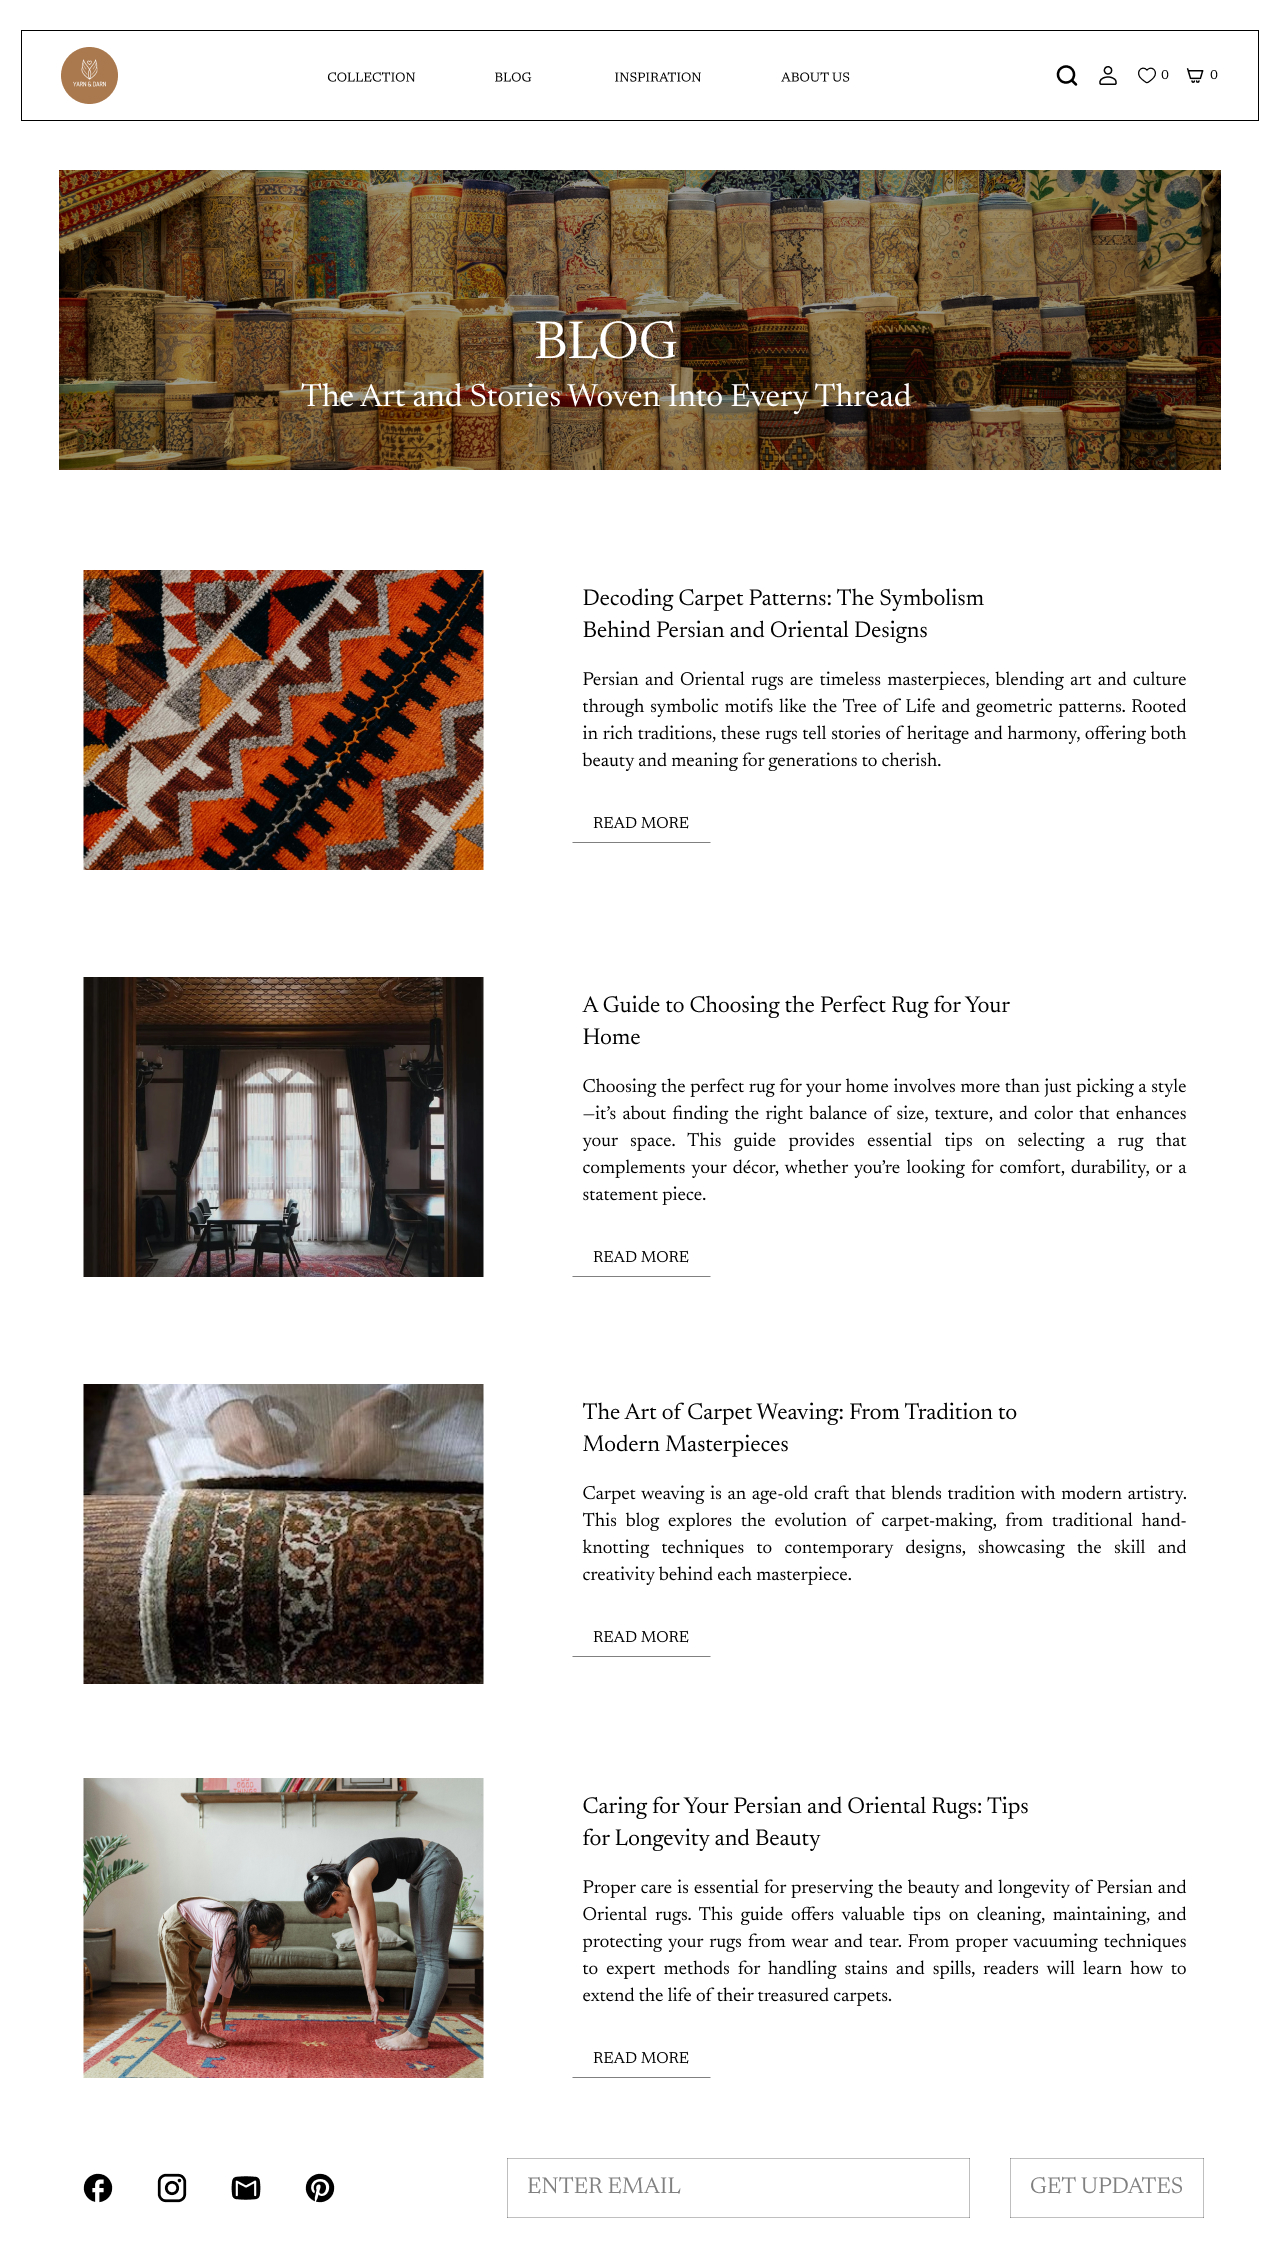 YARN & DARN
COLLECTION
BLOG
INSPIRATION
ABOUT US
0
0
BLOG
The Art and Stories Woven Into Every Thread
Decoding Carpet Patterns: The Symbolism
Behind Persian and Oriental Designs
Persian and Oriental rugs are timeless masterpieces, blending art and culture
through symbolic motifs like the Tree of Life and geometric patterns. Rooted
in rich traditions, these rugs tell stories of heritage and harmony, offering both
beauty and meaning for generations to cherish.
READ MORE
A Guide to Choosing the Perfect Rug for Your
Home
Choosing the perfect rug for your home involves more than just picking a style
—it’s about finding the right balance of size, texture, and color that enhances
your space. This guide provides essential tips on selecting a rug that
complements your décor, whether you’re looking for comfort, durability, or a
statement piece.
READ MORE
The Art of Carpet Weaving: From Tradition to
Modern Masterpieces
Carpet weaving is an age-old craft that blends tradition with modern artistry.
This blog explores the evolution of carpet-making, from traditional hand-
knotting techniques to contemporary designs, showcasing the skill and
creativity behind each masterpiece.
READ MORE
Caring for Your Persian and Oriental Rugs: Tips
for Longevity and Beauty
Proper care is essential for preserving the beauty and longevity of Persian and
Oriental rugs. This guide offers valuable tips on cleaning, maintaining, and
protecting your rugs from wear and tear. From proper vacuuming techniques
to expert methods for handling stains and spills, readers will learn how to
extend the life of their treasured carpets.
READ MORE
ENTER EMAIL
GET UPDATES